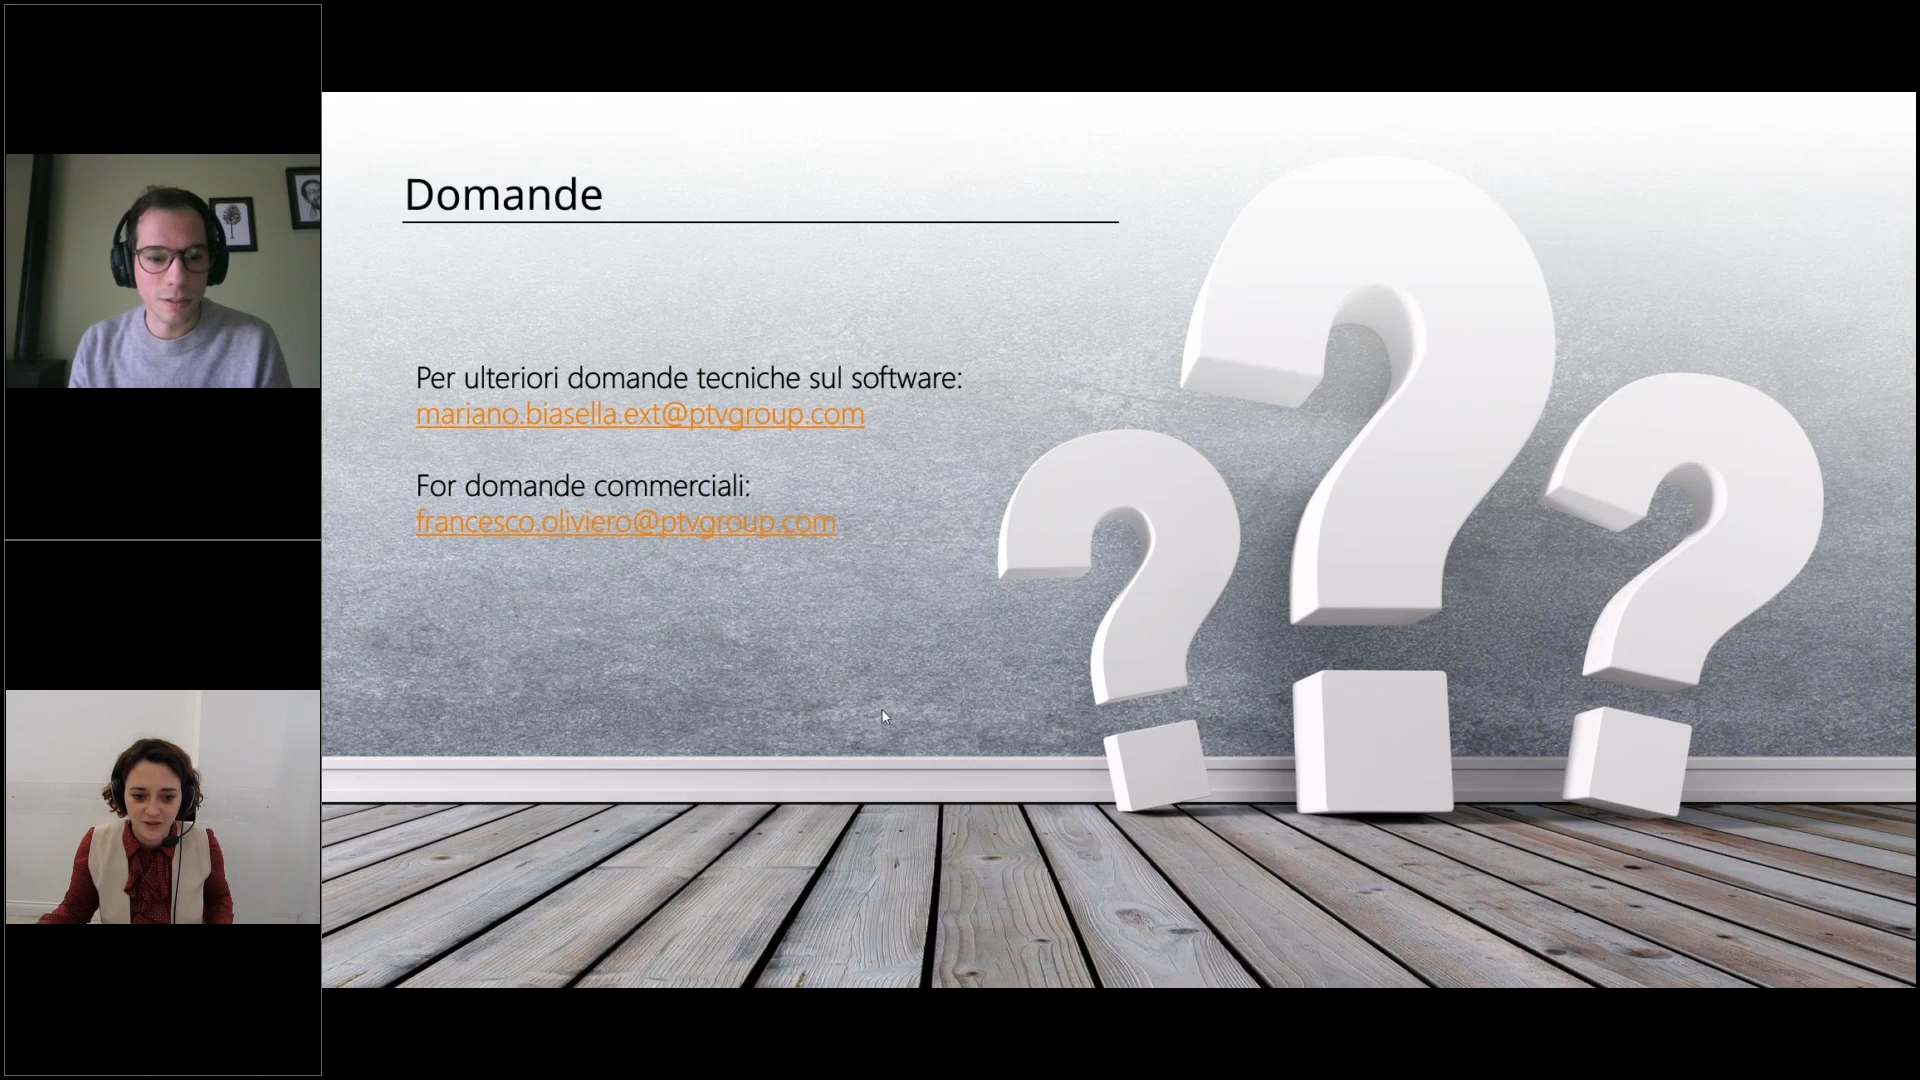 Domande
Per ulteriori domande tecniche sul software:
mariano.biasella.ext@ptvgroup.com
For domande commerciali:
francesco.oliviero@ptvgroup.com